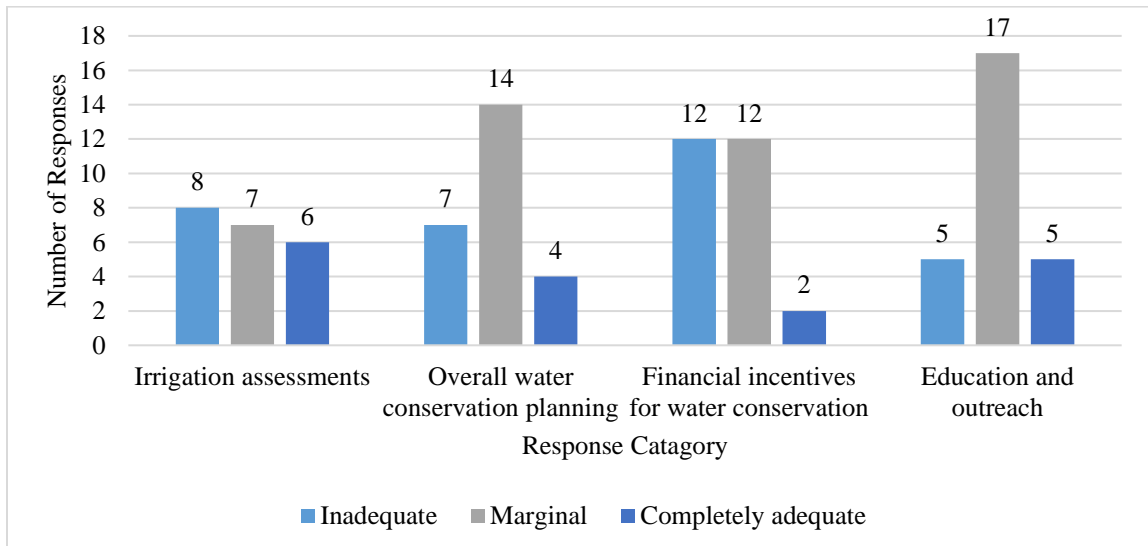 Number of Responses
18
16
14
12
10
8
6
4
2
0
8
7
6
7
14
4
12
12
2
5
17
5
Irrigation assessments
Overall water
conservation planning
Financial incentives
for water conservation
Education and
outreach
Response Catagory
Inadequate
Marginal
Completely adequate